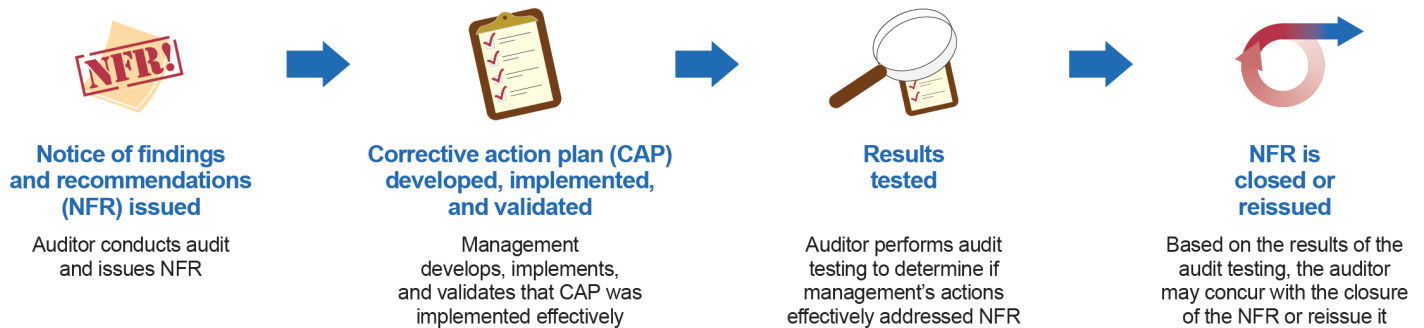 NFR!
Notice of findings
and recommendations
(NFR) issued
Auditor conducts audit
and issues NFR
Corrective action plan (CAP)
developed, implemented,
and validated
Management
develops, implements,
and validates that CAP was
implemented effectively
Results
tested
Auditor performs audit
testing to determine if
management's actions
effectively addressed NFR
NFR is
closed or
reissued
Based on the results of the
audit testing, the auditor
may concur with the closure
of the NFR or reissue it